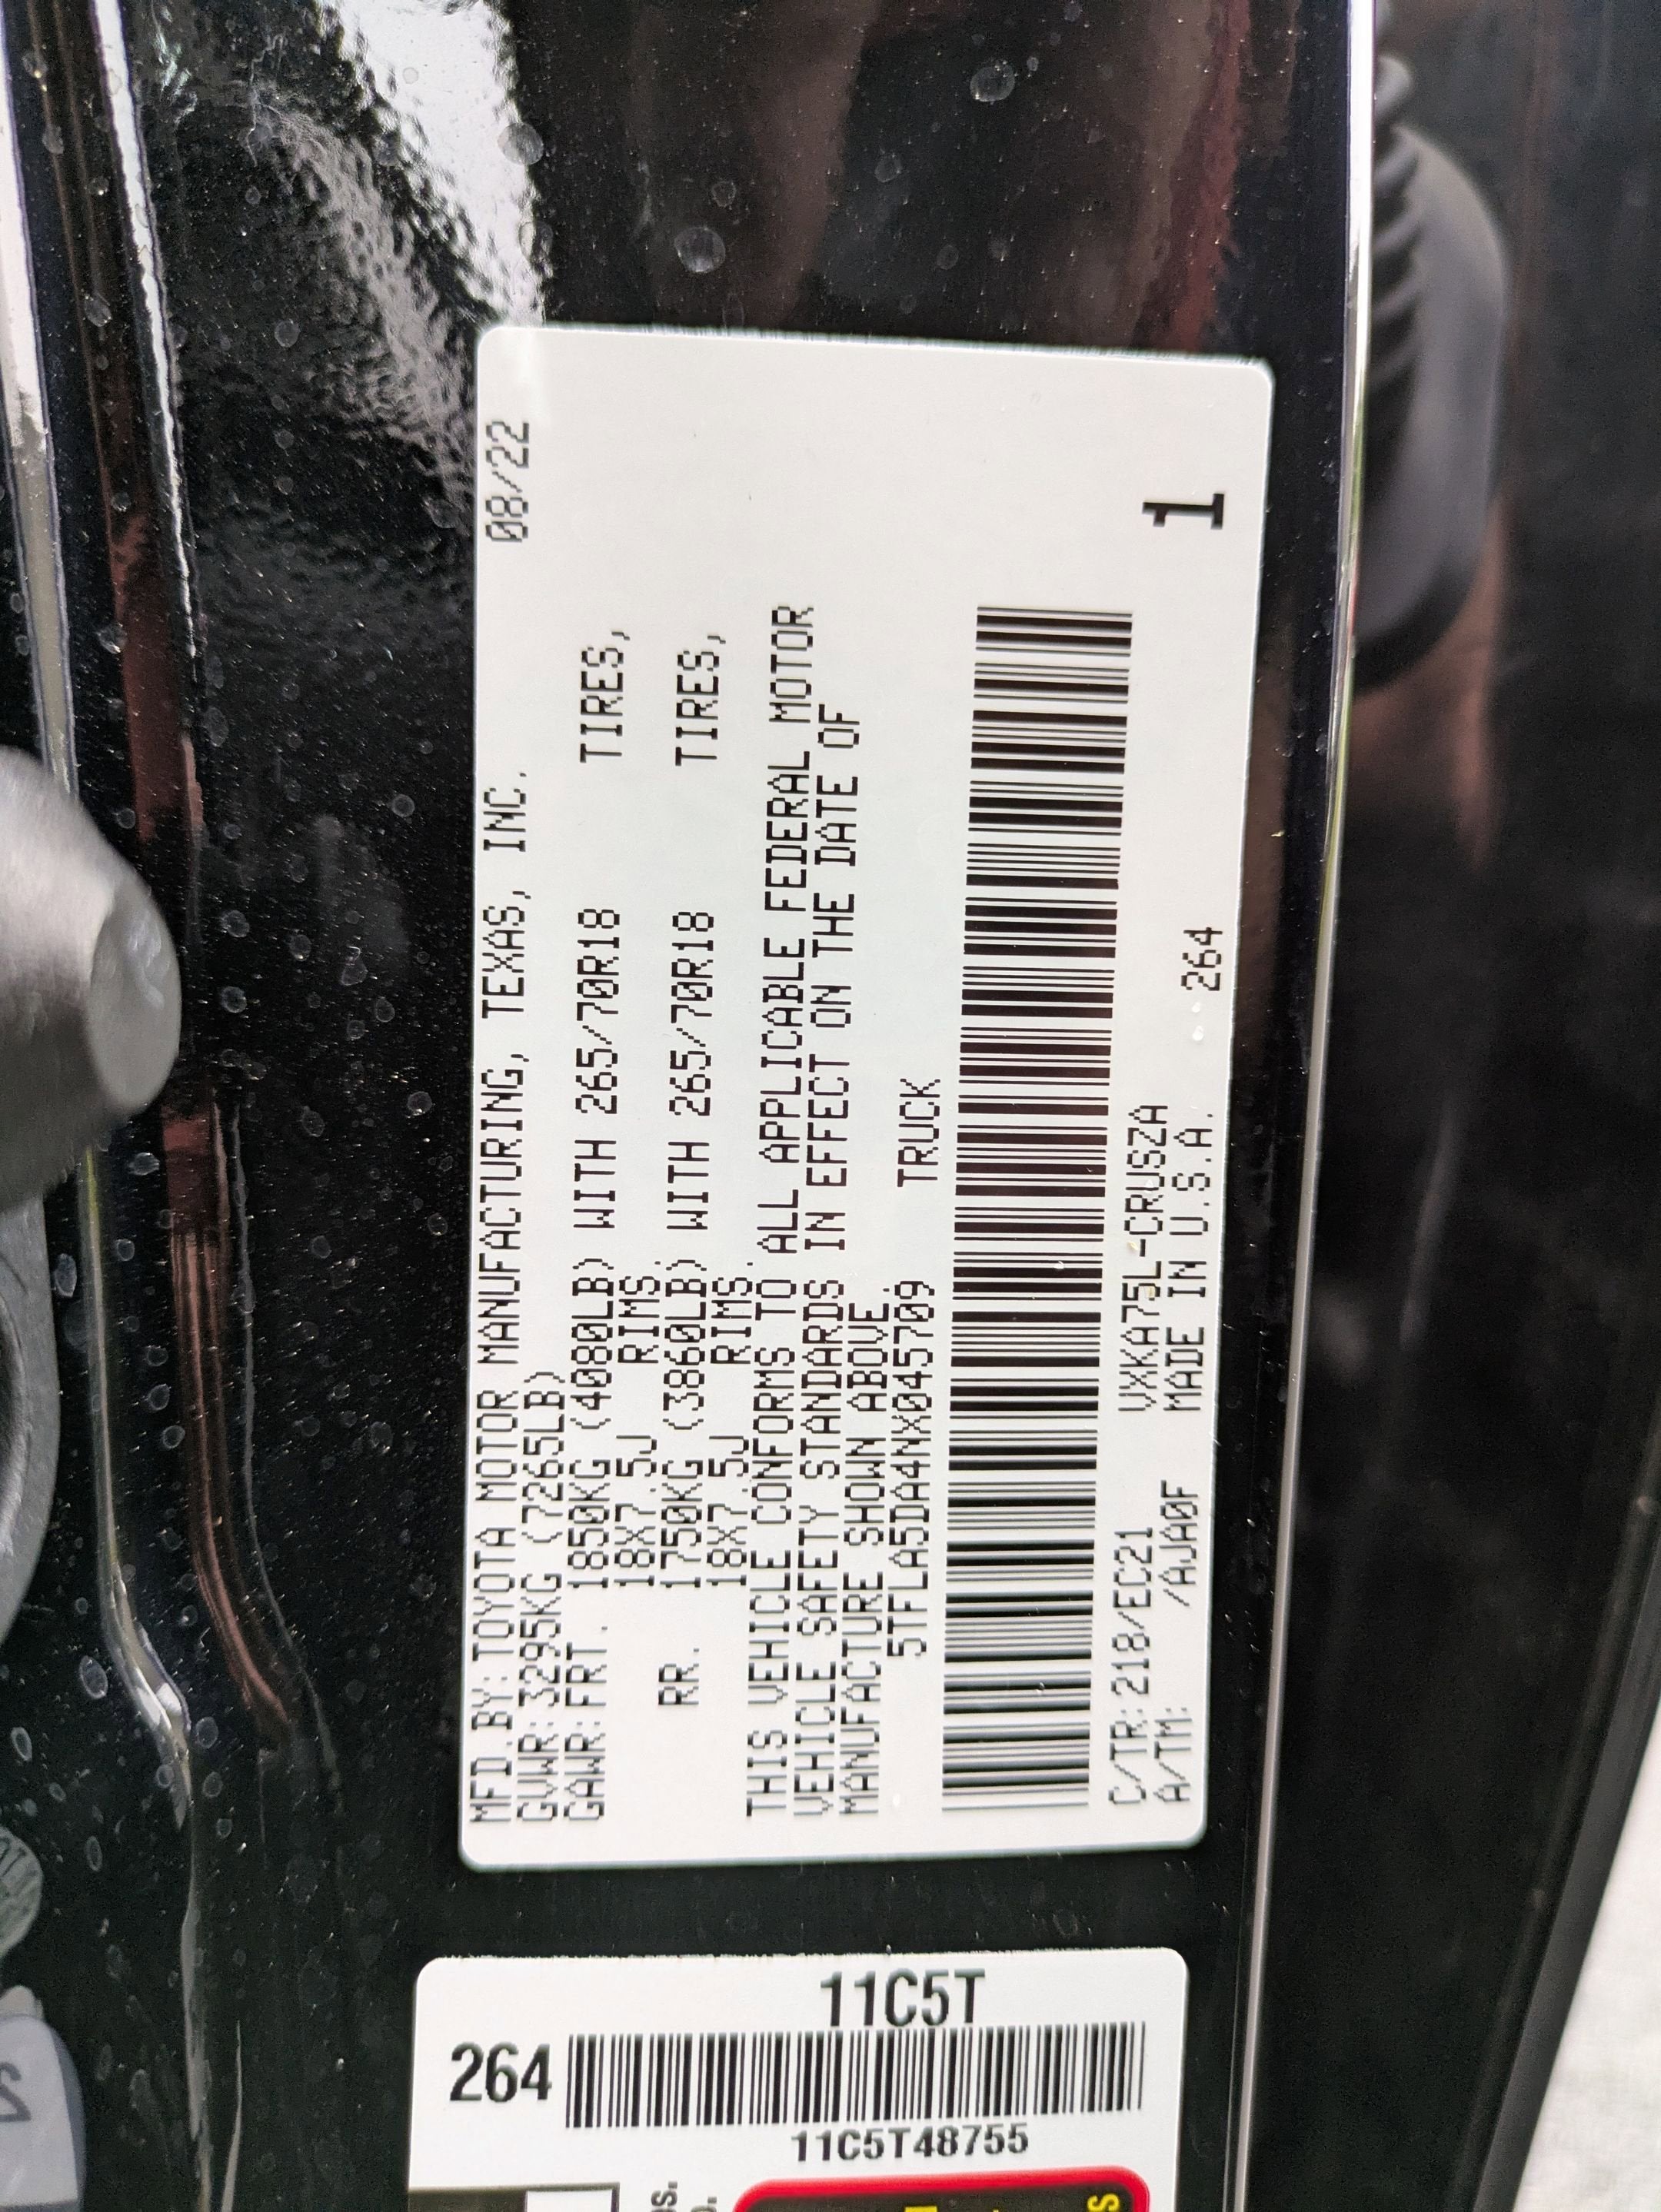 MFD.BY:TOYOTA MOTOR MANUFACTURING, TEXAS, INC. 08/22
GVWR:3295KG (7265LB)
GAWR:FRT. 1850KG (4080LB) WITH 265/70R18 TIRES,
18X7.5J RIMS.
RR. 1750KG (3860LB) WITH 265/70R18 TIRES,
18X7.5J RIMS.
THIS VEHICLE CONFORMS TO ALL APPLICABLE FEDERAL MOTOR
VEHICLE SAFETY STANDARDS IN EFFECT ON THE DATE OF
MANUFACTURE SHOWN ABOVE.
5TFLA5DA4NX045709 TRUCK
C/TR:218/EC21 VXKA75L-CRUSZA
A/TM: /AJA0F MADE IN U.S.A. 264
1
11C5T
264
11C5T48755